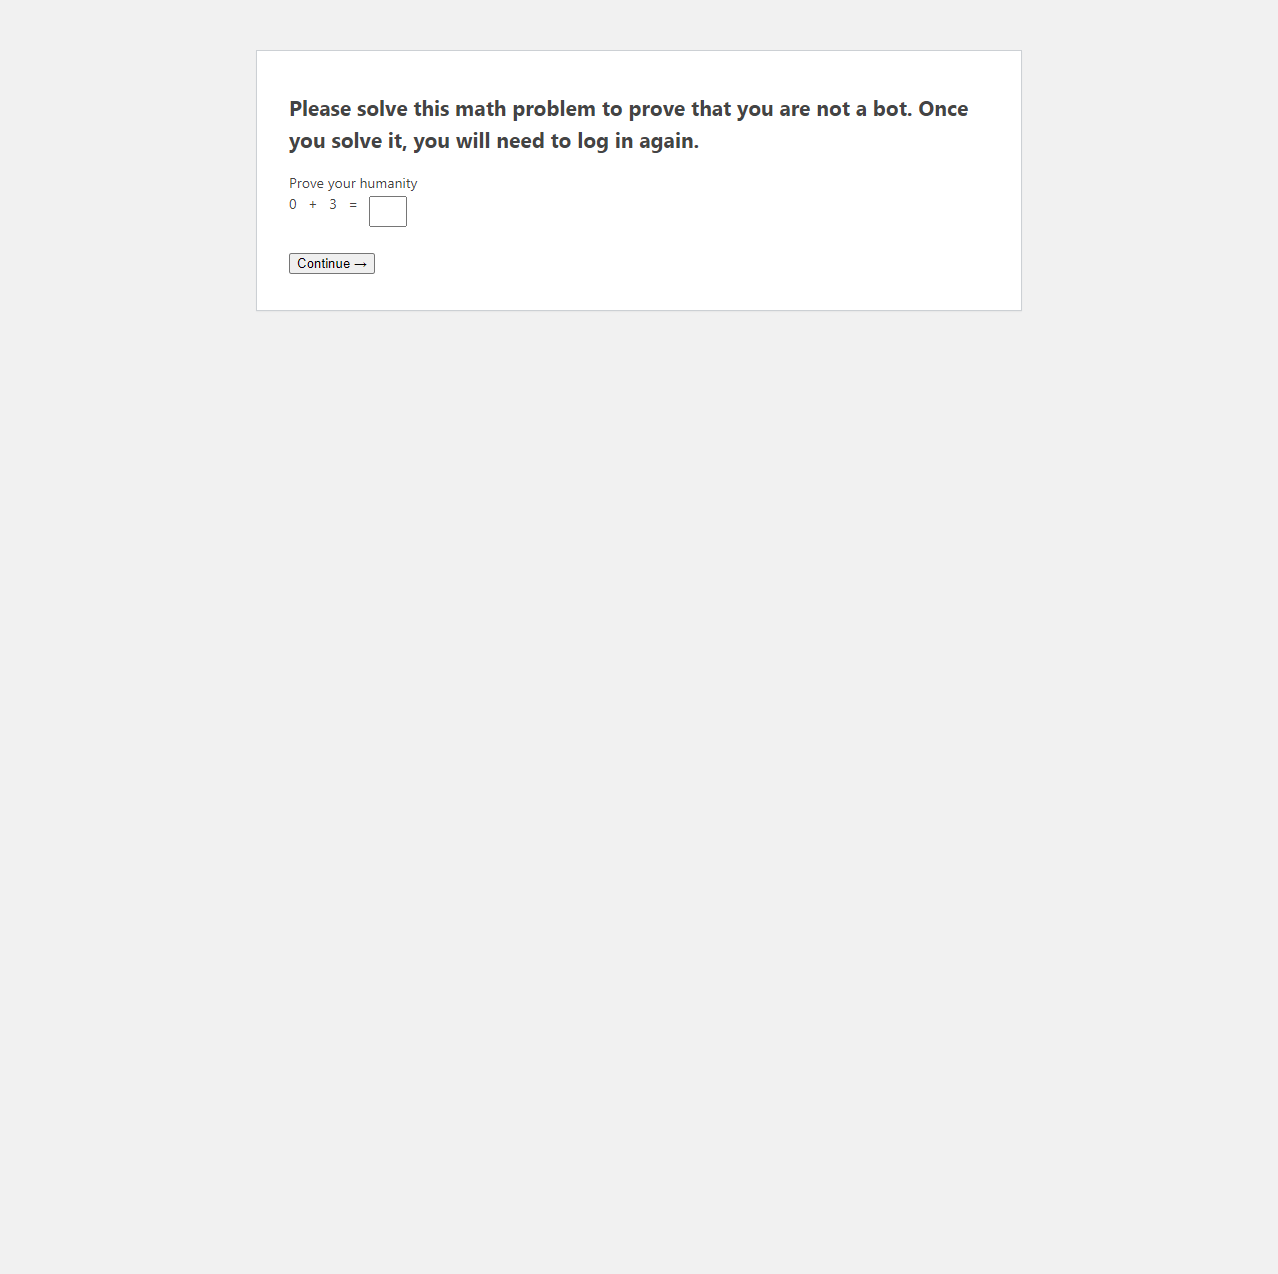 Please solve this math problem to prove that you are not a bot. Once
you solve it, you will need to log in again.
Prove your humanity
0 + 3 =
Continue →